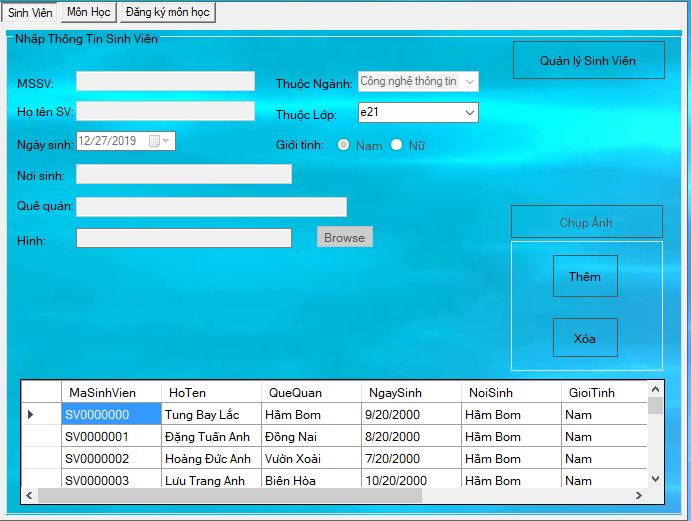 Sinh Viên Môn Học Đăng ký môn học
Nhập Thông Tin Sinh Viên
Quản lý Sinh Viên
MSSV: Thuộc Ngành: Công nghệ thông tin
Họ tên SV: Thuộc Lớp: e21
Ngày sinh: 12/27/2019 Giới tính: Nam Nữ
Nơi sinh:
Quê quán:
Chụp Ảnh
Hình: Browse
Thêm
Xóa
MaSinhVien HoTen QueQuan NgaySinh NoiSinh GioiTinh
SV0000000 Tung Bay Lắc Hầm Bom 9/20/2000 Hầm Bom Nam
SV0000001 Đặng Tuấn Anh Đồng Nai 8/20/2000 Hầm Bom Nam
SV0000002 Hoàng Đức Anh Vườn Xoài 7/20/2000 Hầm Bom Nam
SV0000003 Lưu Trang Anh Biên Hòa 10/20/2000 Hầm Bom Nam